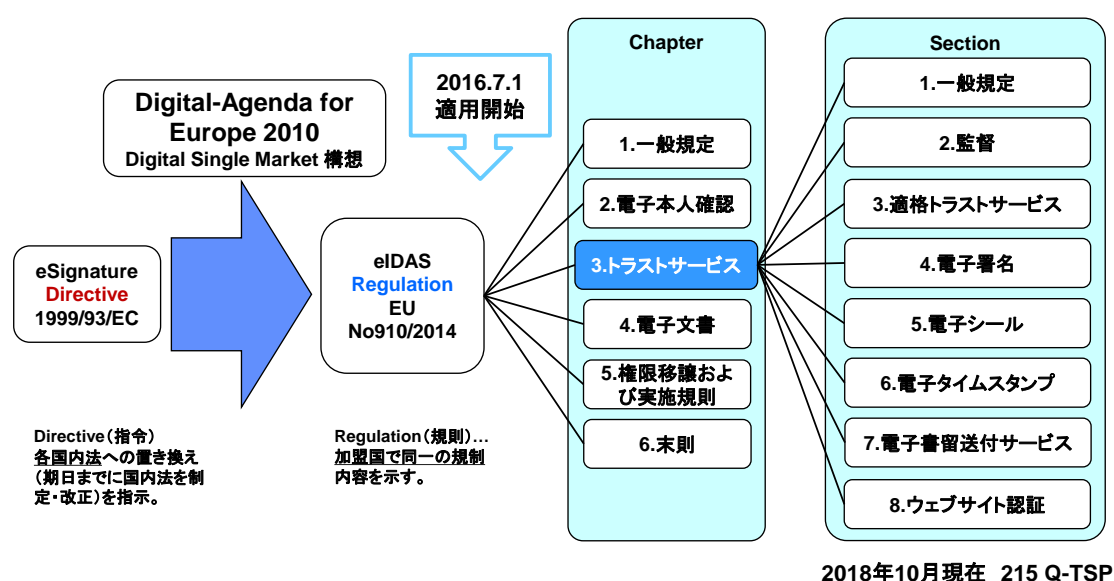 Digital-Agenda for
Europe 2010
Digital Single Market 構想
2016.7.1
適用開始
eSignature
Directive
1999/93/EC
eIDAS
Regulation
EU
No910/2014
Directive（指令）
各国内法への置き換え
（期日までに国内法を制
定・改正）を指示。
Regulation（規則）…
加盟国で同一の規制
内容を示す。
Chapter
1.一般規定
2.電子本人確認
3.トラストサービス
4.電子文書
5.権限移譲およ
び実施規則
6.末則
Section
1.一般規定
2.監督
3.適格トラストサービス
4.電子署名
5.電子シール
6.電子タイムスタンプ
7.電子書留送付サービス
8.ウェブサイト認証
2018年10月現在 215 Q-TSP